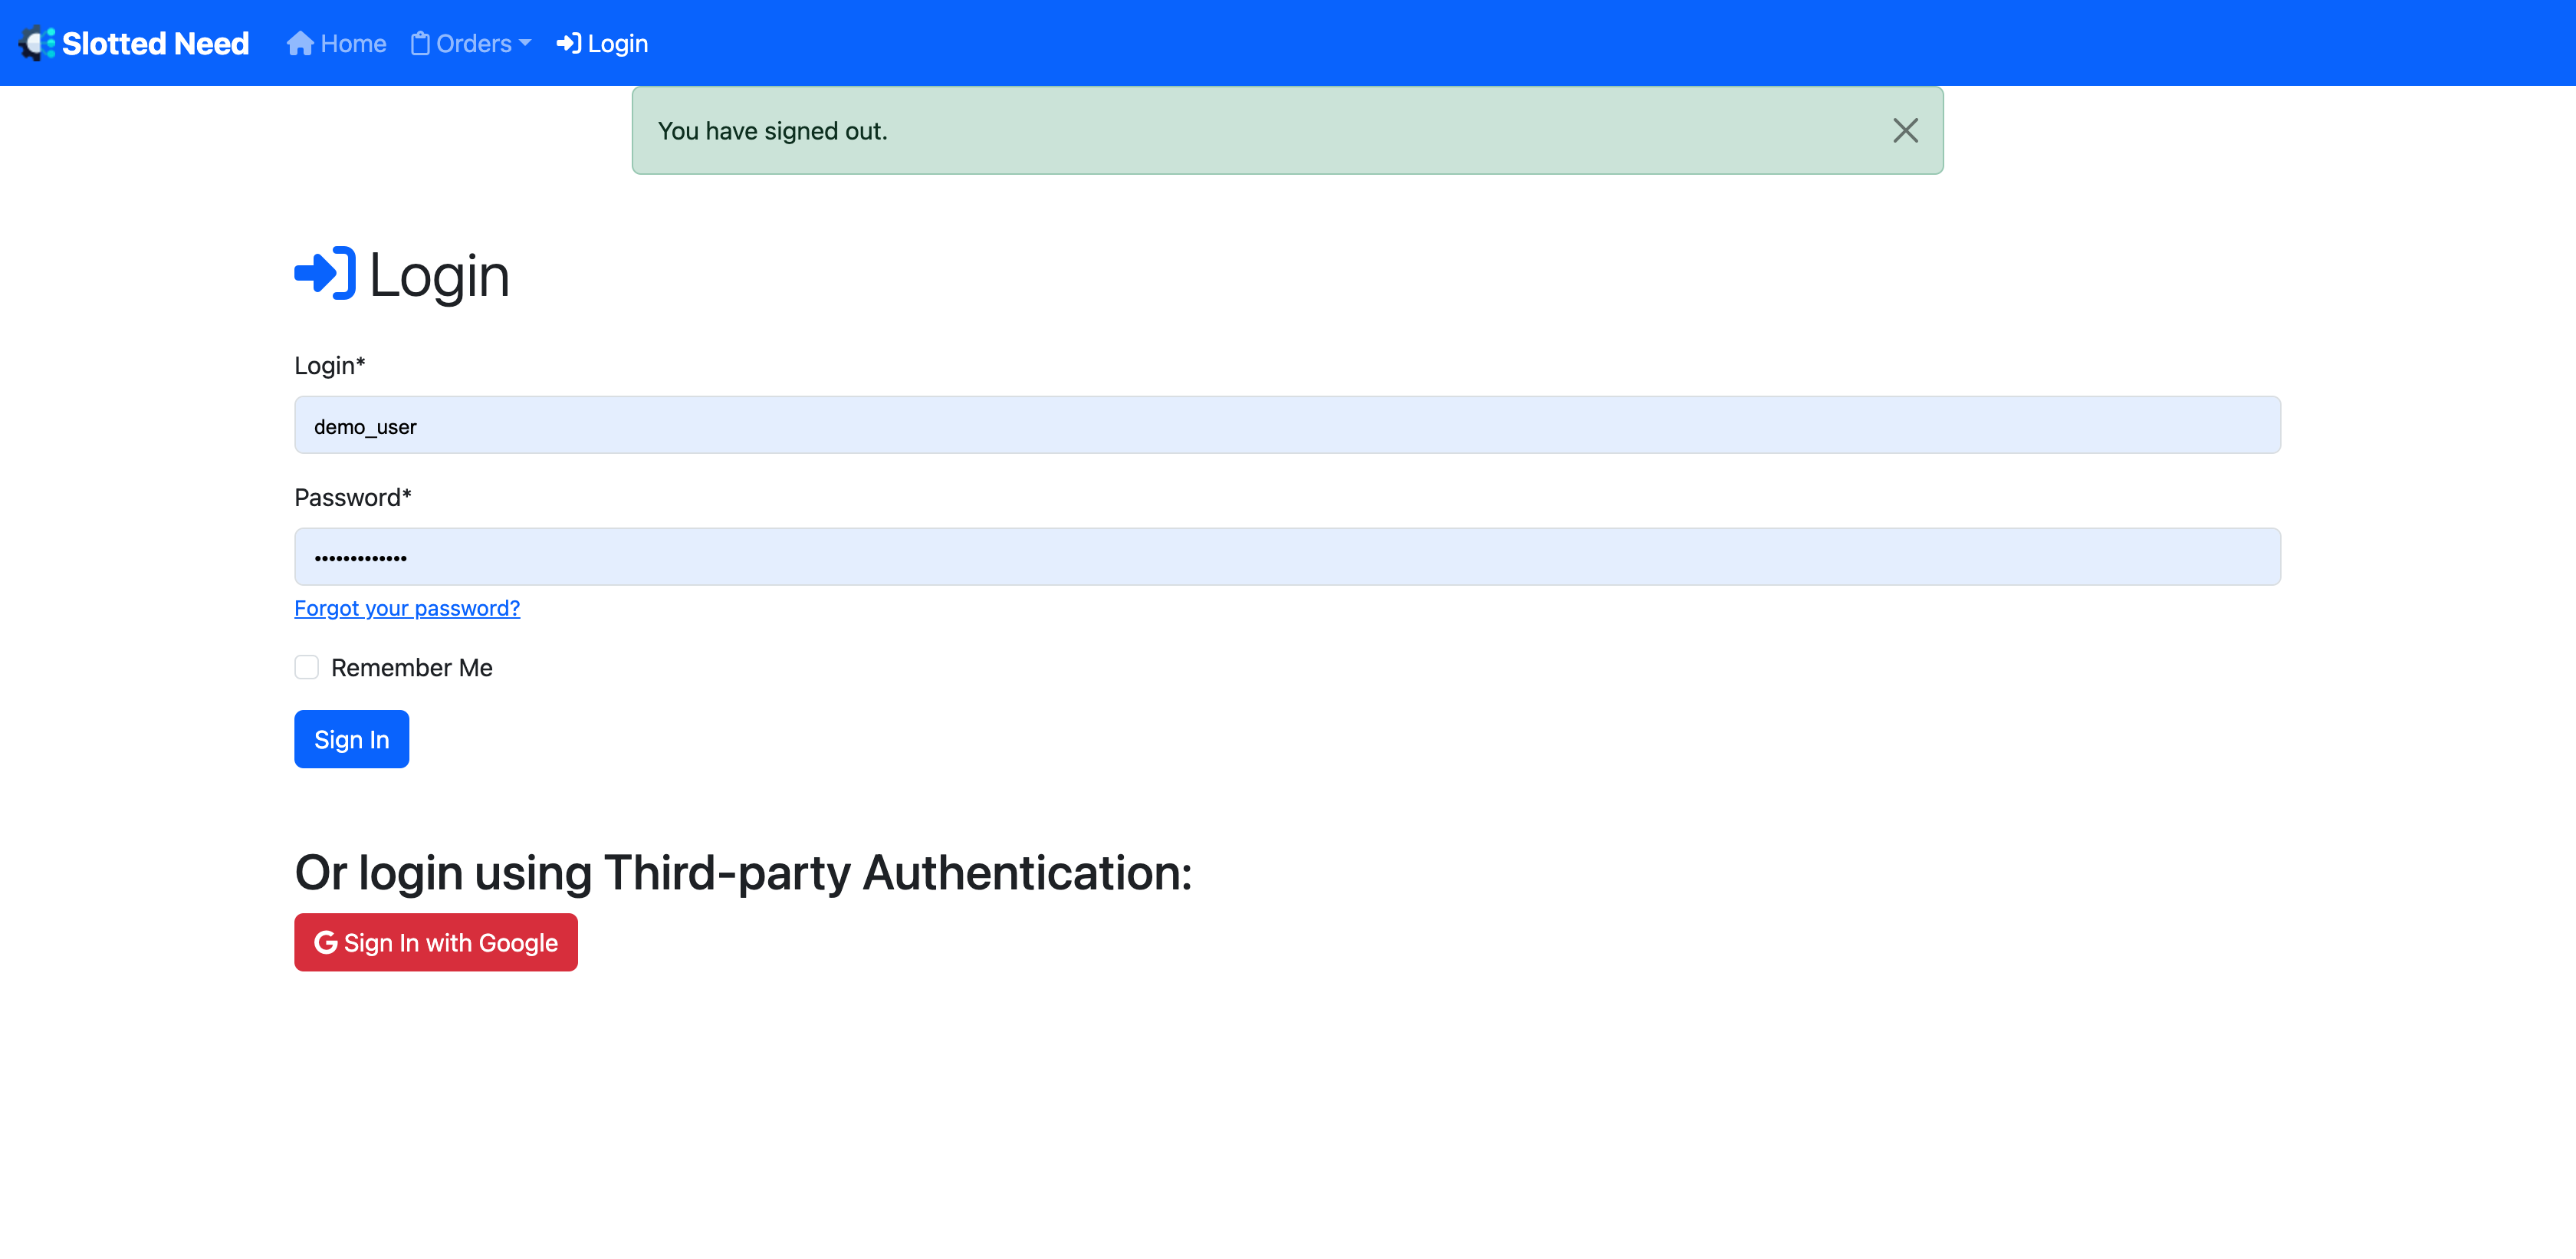 Slotted Need Home Orders Login
You have signed out.
Login
Login*
demo_user
Password*
•••••••••••••
Forgot your password?
Remember Me
Sign In
Or login using Third-party Authentication:
Sign In with Google